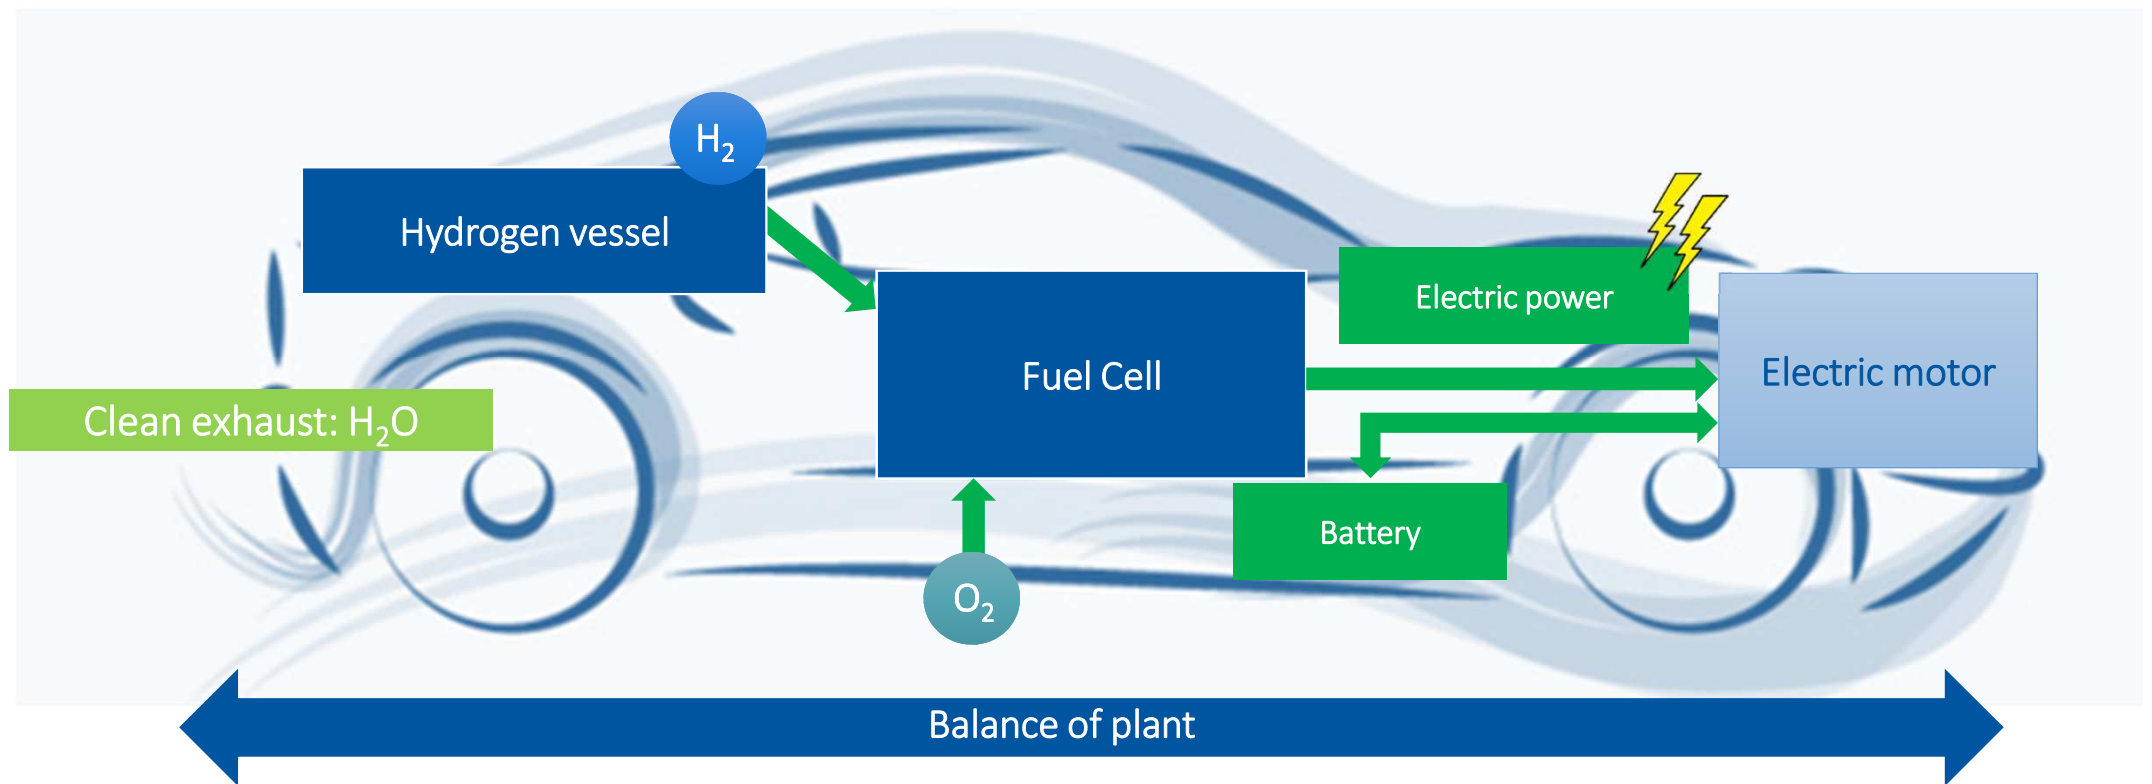 H₂
Hydrogen vessel
Electric power
Fuel Cell
Electric motor
Clean exhaust: H₂O
Battery
O₂
Balance of plant